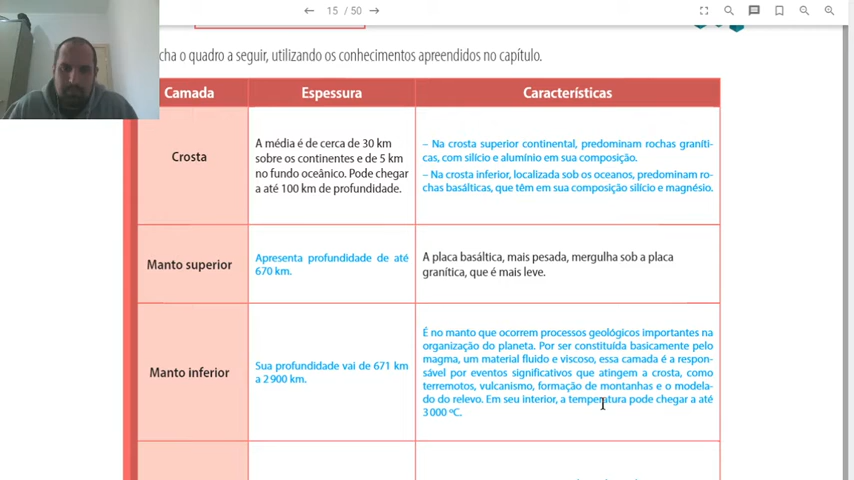 15 / 50
cha o quadro a seguir, utilizando os conhecimentos apreendidos no capítulo.
Camada
Espessura
Características
Crosta
A média é de cerca de 30 km
sobre os continentes e de 5 km
no fundo oceânico. Pode chegar
a até 100 km de profundidade.
– Na crosta superior continental, predominam rochas graníti-
cas, com silício e alumínio em sua composição.
– Na crosta inferior, localizada sob os oceanos, predominam ro-
chas basálticas, que têm em sua composição silício e magnésio.
Manto superior
Apresenta profundidade de até
670 km.
A placa basáltica, mais pesada, mergulha sob a placa
granítica, que é mais leve.
Manto inferior
Sua profundidade vai de 671 km
a 2 900 km.
É no manto que ocorrem processos geológicos importantes na
organização do planeta. Por ser constituída basicamente pelo
magma, um material fluido e viscoso, essa camada é a respon-
sável por eventos significativos que atingem a crosta, como
terremotos, vulcanismo, formação de montanhas e o modela-
do do relevo. Em seu interior, a temperatura pode chegar a até
3 000 ºC.